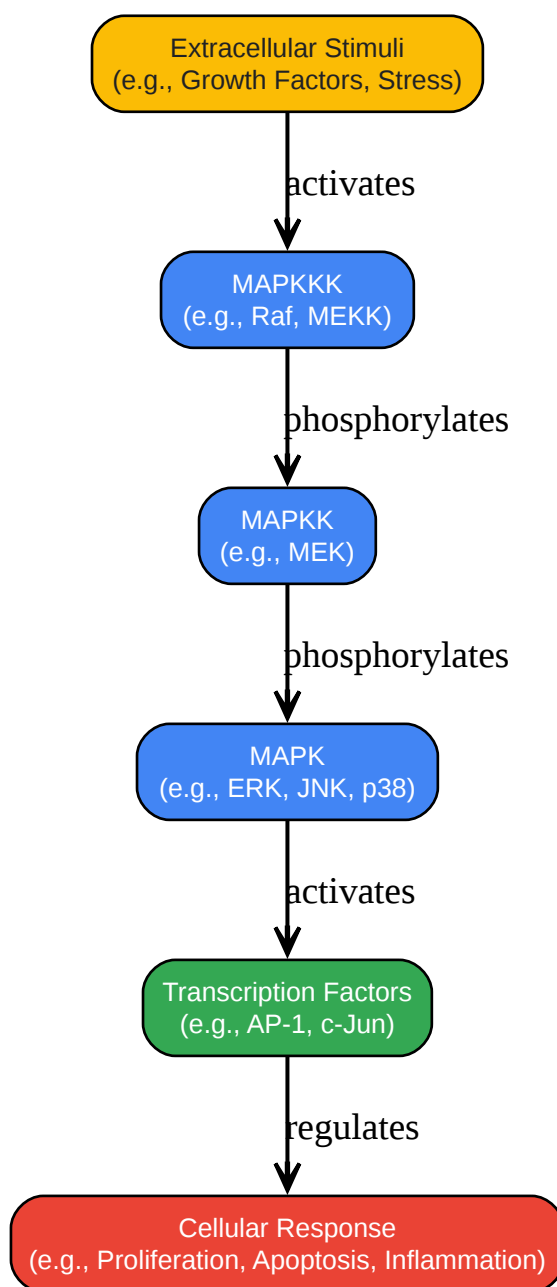 Extracellular Stimuli
(e.g., Growth Factors, Stress)
activates
MAPKKK
(e.g., Raf, MEKK)
phosphorylates
MAPKK
(e.g., MEK)
phosphorylates
MAPK
(e.g., ERK, JNK, p38)
activates
Transcription Factors
(e.g., AP-1, c-Jun)
regulates
Cellular Response
(e.g., Proliferation, Apoptosis, Inflammation)